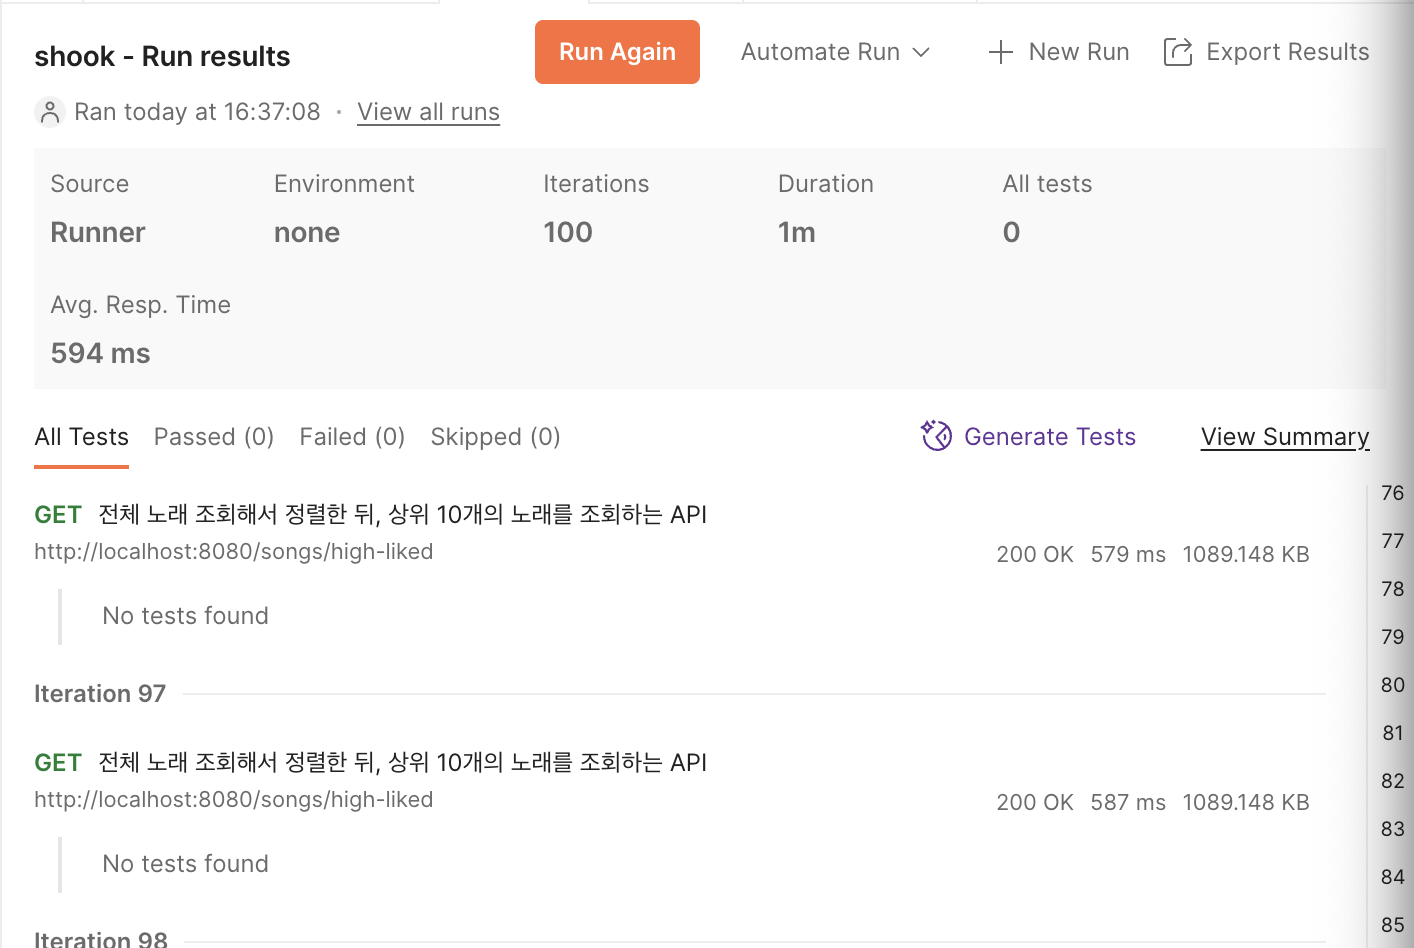 shook - Run results
Run Again
Automate Run
New Run
Export Results
Ran today at 16:37:08 · View all runs
Source
Environment
Iterations
Duration
All tests
Runner
none
100
1m
0
Avg. Resp. Time
594 ms
All Tests
Passed (0)
Failed (0)
Skipped (0)
Generate Tests
View Summary
GET 전체 노래 조회해서 정렬한 뒤, 상위 10개의 노래를 조회하는 API
http://localhost:8080/songs/high-liked
200 OK 579 ms 1089.148 KB
No tests found
Iteration 97
GET 전체 노래 조회해서 정렬한 뒤, 상위 10개의 노래를 조회하는 API
http://localhost:8080/songs/high-liked
200 OK 587 ms 1089.148 KB
No tests found
Iteration 98
76
77
78
79
80
81
82
83
84
85